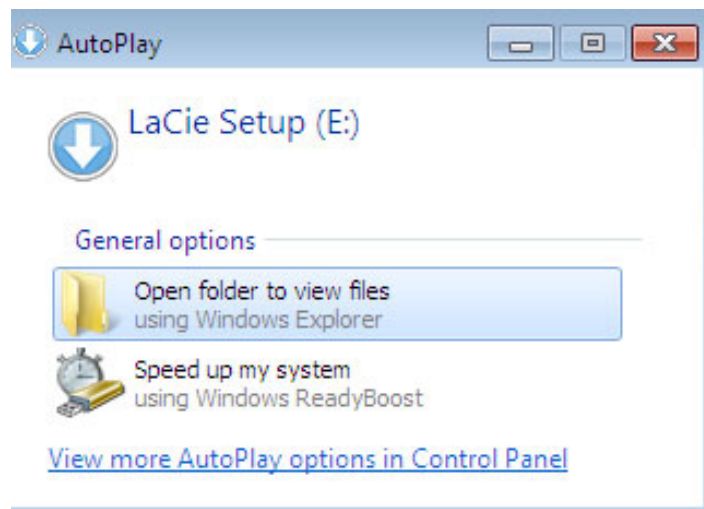 AutoPlay
LaCie Setup (E:)
General options
Open folder to view files
using Windows Explorer
Speed up my system
using Windows ReadyBoost
View more AutoPlay options in Control Panel